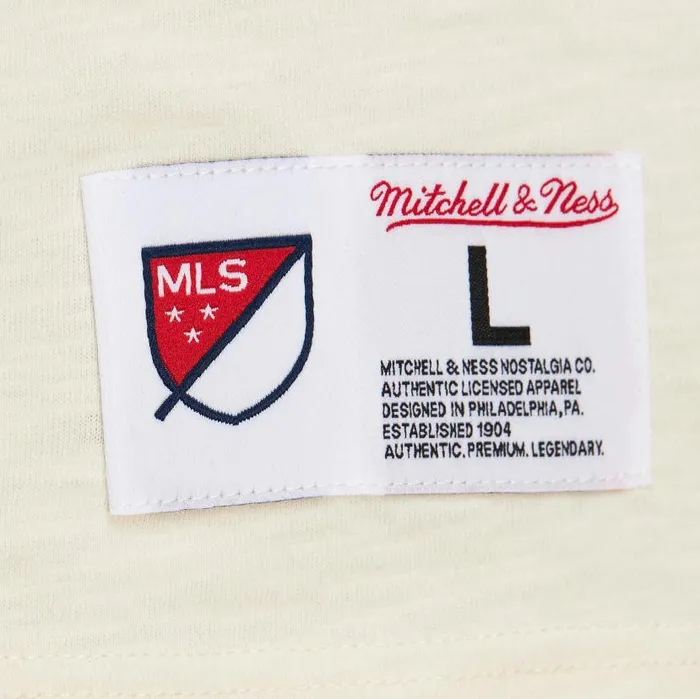 MLS
Mitchell & Ness
L
MITCHELL & NESS NOSTALGIA CO.
AUTHENTIC LICENSED APPAREL
DESIGNED IN PHILADELPHIA, PA.
ESTABLISHED 1904
AUTHENTIC. PREMIUM. LEGENDARY.